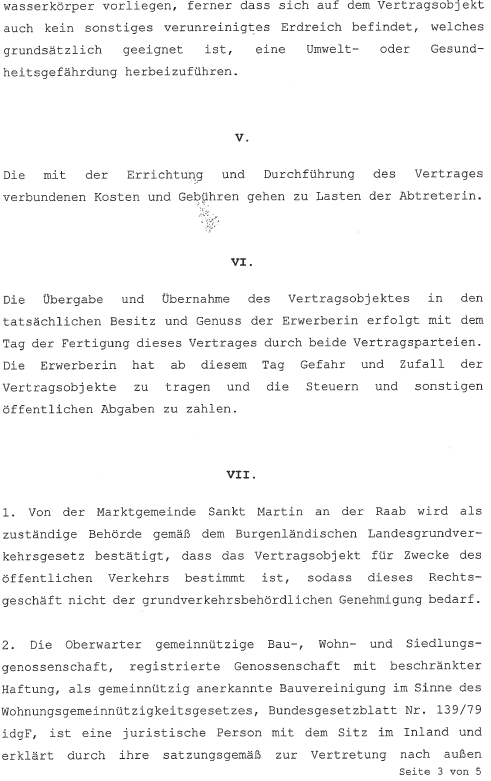 wasserkörper vorliegen, ferner dass sich auf dem Vertragsobjekt
auch kein sonstiges verunreinigtes Erdreich befindet, welches
grundsätzlich geeignet ist, eine Umwelt- oder Gesund-
heitsgefährdung herbeizuführen.
V.
Die mit der Errichtung und Durchführung des Vertrages
verbundenen Kosten und Gebühren gehen zu Lasten der Abtreterin.
VI.
Die Übergabe und Übernahme des Vertragsobjektes in den
tatsächlichen Besitz und Genuss der Erwerberin erfolgt mit dem
Tag der Fertigung dieses Vertrages durch beide Vertragsparteien.
Die Erwerberin hat ab diesem Tag Gefahr und Zufall der
Vertragsobjekte zu tragen und die Steuern und sonstigen
öffentlichen Abgaben zu zahlen.
VII.
1. Von der Marktgemeinde Sankt Martin an der Raab wird als
zuständige Behörde gemäß dem Burgenländischen Landesgrundver-
kehrsgesetz bestätigt, dass das Vertragsobjekt für Zwecke des
öffentlichen Verkehrs bestimmt ist, sodass dieses Rechts-
geschäft nicht der grundverkehrsbehördlichen Genehmigung bedarf.
2. Die Oberwarter gemeinnützige Bau-, Wohn- und Siedlungs-
genossenschaft, registrierte Genossenschaft mit beschränkter
Haftung, als gemeinnützig anerkannte Bauvereinigung im Sinne des
Wohnungsgemeinnützigkeitsgesetzes, Bundesgesetzblatt Nr. 139/79
idgF, ist eine juristische Person mit dem Sitz im Inland und
erklärt durch ihre satzungsgemäß zur Vertretung nach außen
Seite 3 von 5